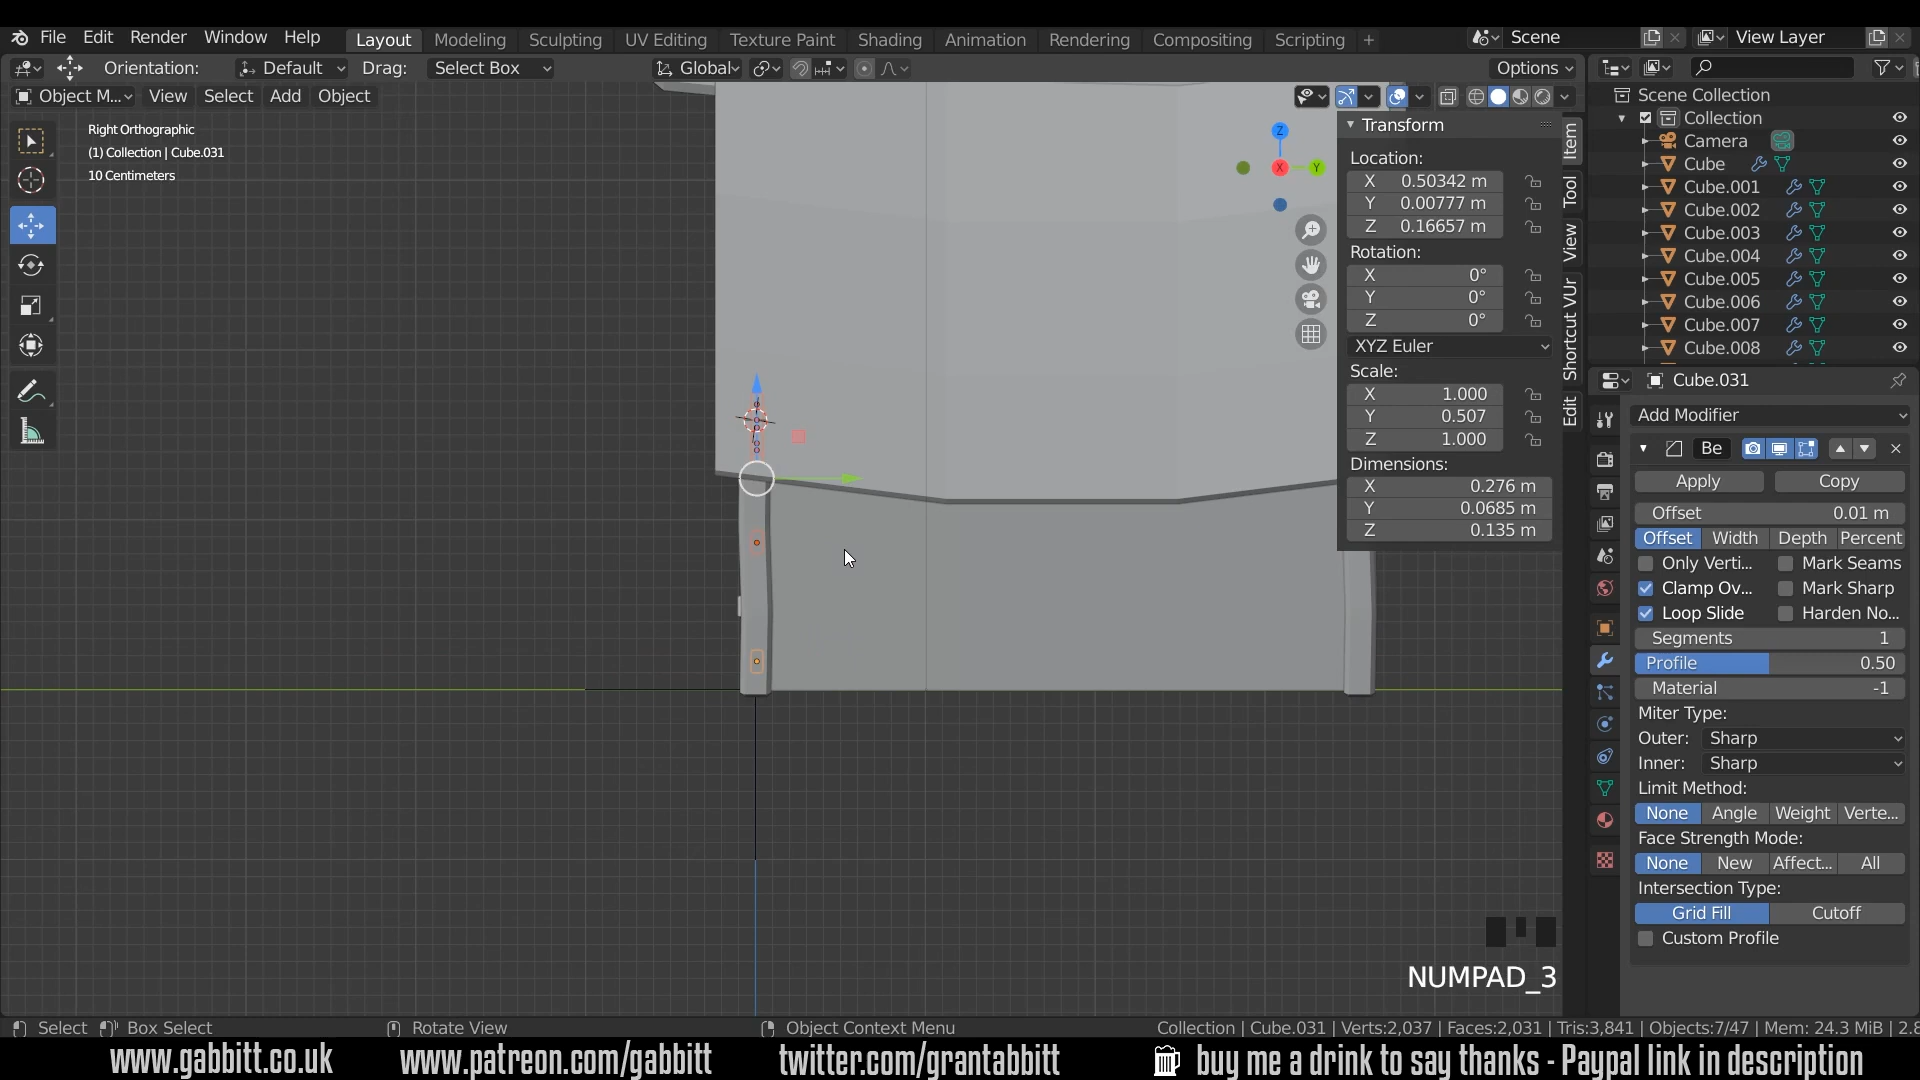 File Edit Render Window Help Layout Modeling Sculpting UV Editing Texture Paint Shading Animation Rendering Compositing Scripting + Scene View Layer
Orientation: Default Drag: Select Box Global Options
Object M... View Select Add Object
Right Orthographic
(1) Collection | Cube.031
10 Centimeters
Z
X
Y
Transform
Location:
X 0.50342 m
Y 0.00777 m
Z 0.16657 m
Rotation:
X 0°
Y 0°
Z 0°
XYZ Euler
Scale:
X 1.000
Y 0.507
Z 1.000
Dimensions:
X 0.276 m
Y 0.0685 m
Z 0.135 m
Item
Tool
View
Shortcut VUr
Edit
Scene Collection
Collection
Camera
Cube
Cube.001
Cube.002
Cube.003
Cube.004
Cube.005
Cube.006
Cube.007
Cube.008
Cube.031
Add Modifier
Be
Apply Copy
Offset 0.01 m
Offset Width Depth Percent
Only Verti... Mark Seams
Clamp Ov... Mark Sharp
Loop Slide Harden No...
Segments 1
Profile 0.50
Material -1
Miter Type:
Outer: Sharp
Inner: Sharp
Limit Method:
None Angle Weight Verte...
Face Strength Mode:
None New Affect... All
Intersection Type:
Grid Fill Cutoff
Custom Profile
NUMPAD_3
Select Box Select Rotate View Object Context Menu Collection | Cube.031 | Verts:2,037 | Faces:2,031 | Tris:3,841 | Objects:7/47 | Mem: 24.3 MiB | 2.8
www.gabbitt.co.uk www.patreon.com/gabbitt twitter.com/grantabbitt buy me a drink to say thanks - Paypal link in description